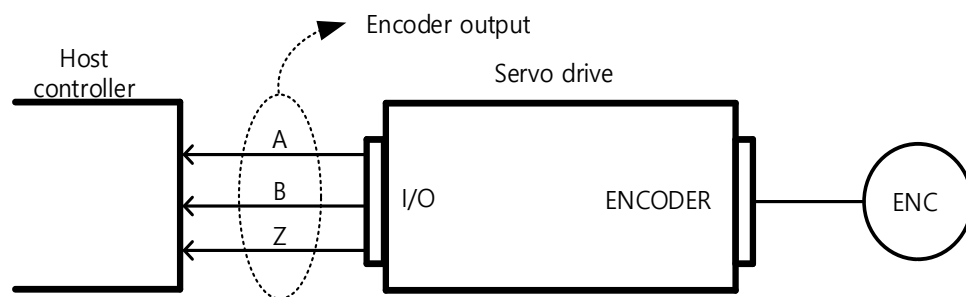 Encoder output
Host
controller
Servo drive
A
B
Z
I/O
ENCODER
ENC